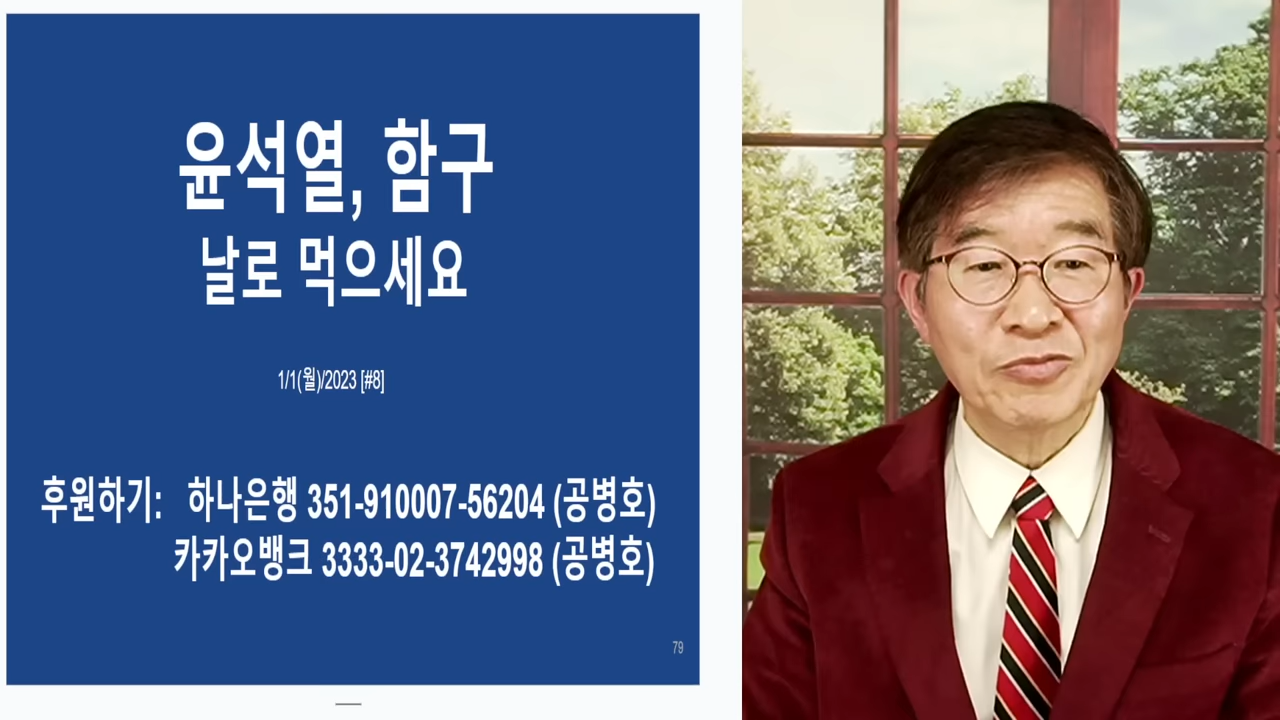 윤석열, 함구
날로 먹으세요
1/1(월)/2023 [#8]
후원하기: 하나은행 351-910007-56204 (공병호)
카카오뱅크 3333-02-3742998 (공병호)
79